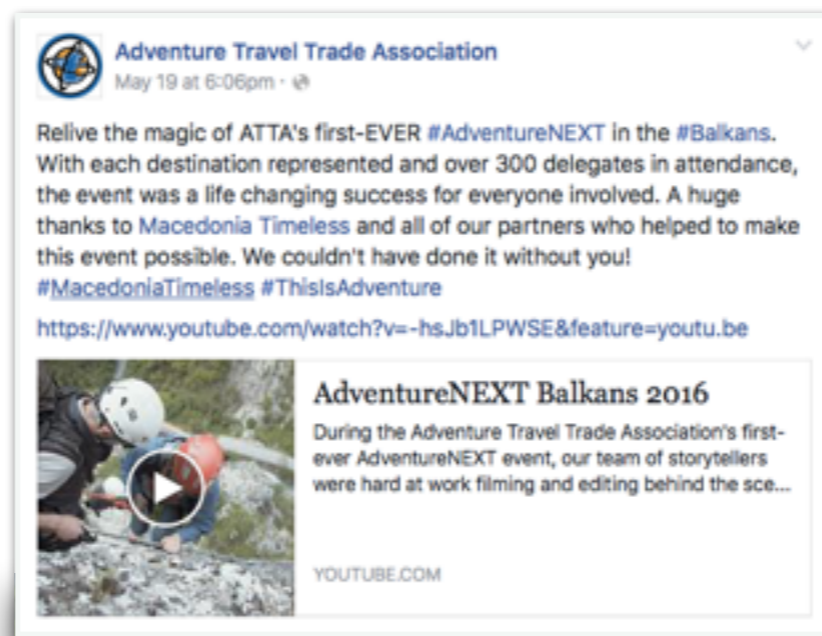 Adventure Travel Trade Association
May 19 at 6:06pm ·
Relive the magic of ATTA's first-EVER #AdventureNEXT in the #Balkans.
With each destination represented and over 300 delegates in attendance,
the event was a life changing success for everyone involved. A huge
thanks to Macedonia Timeless and all of our partners who helped to make
this event possible. We couldn't have done it without you!
#MacedoniaTimeless #ThisIsAdventure
https://www.youtube.com/watch?v=-hsJb1LPWSE&feature=youtu.be
AdventureNEXT Balkans 2016
During the Adventure Travel Trade Association's first-
ever AdventureNEXT event, our team of storytellers
were hard at work filming and editing behind the sce...
YOUTUBE.COM